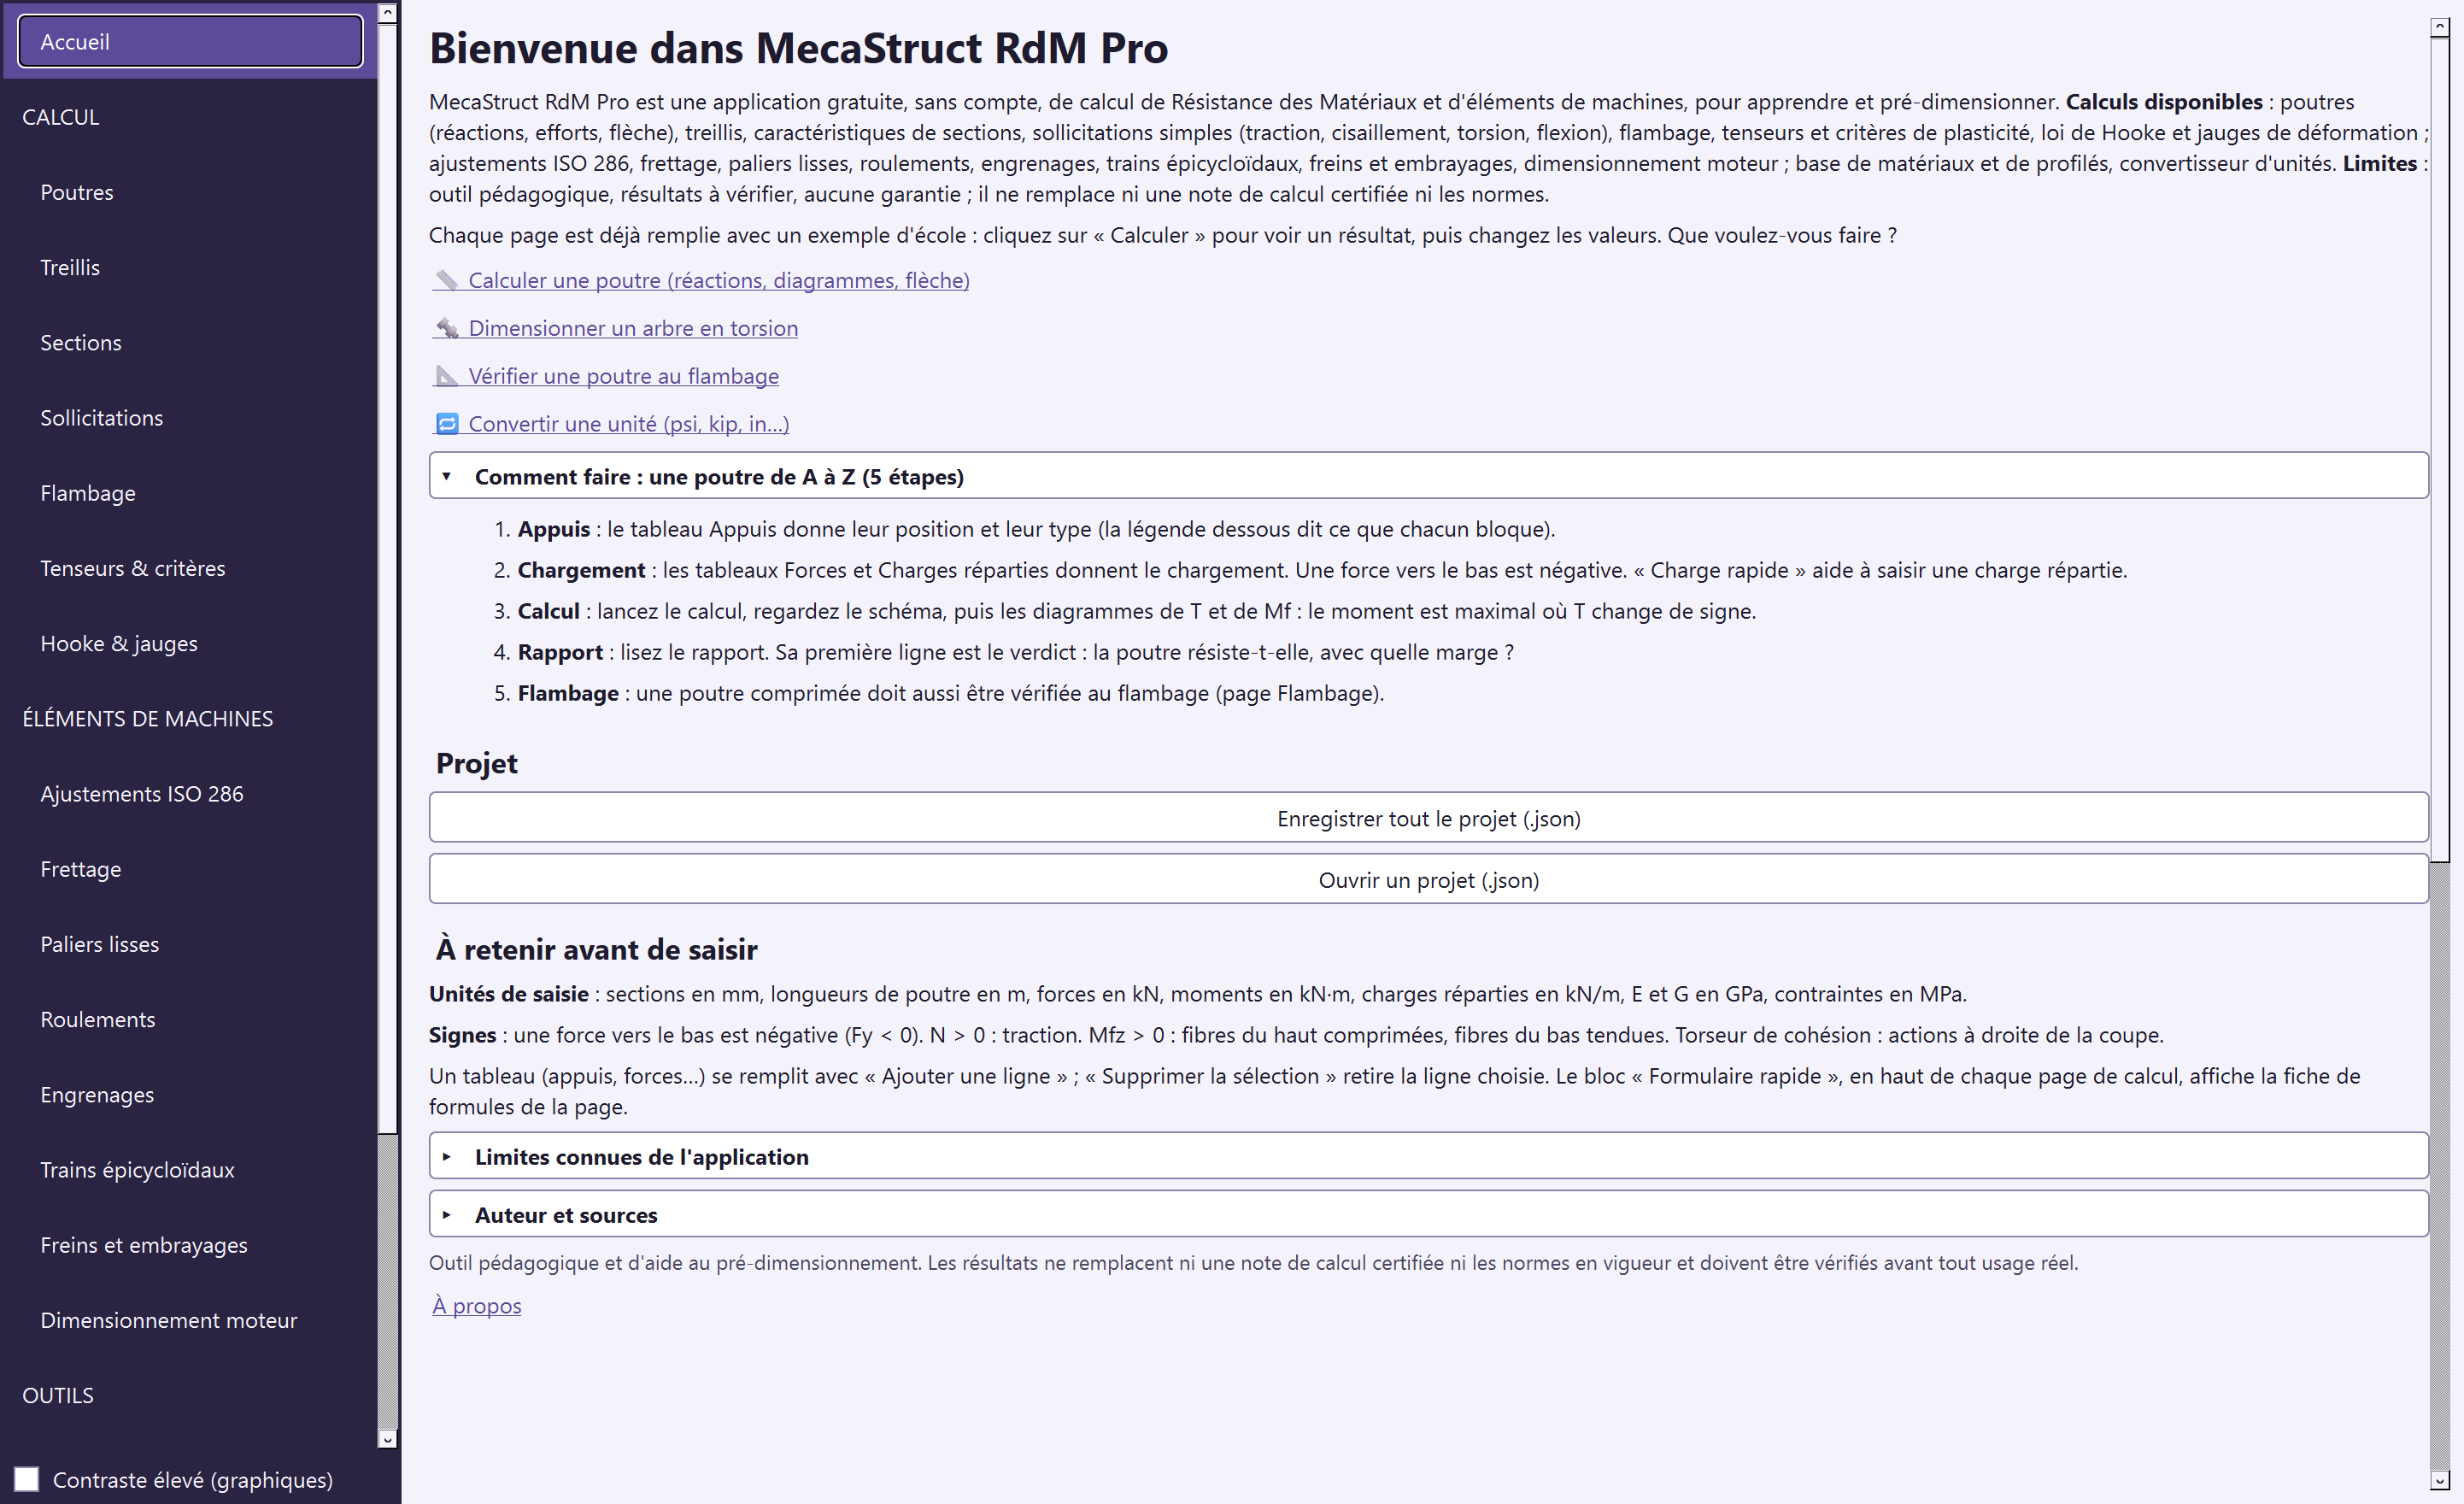 Accueil
CALCUL
Poutres
Treillis
Sections
Sollicitations
Flambage
Tenseurs & critères
Hooke & jauges
ÉLÉMENTS DE MACHINES
Ajustements ISO 286
Frettage
Paliers lisses
Roulements
Engrenages
Trains épicycloïdaux
Freins et embrayages
Dimensionnement moteur
OUTILS
Contraste élevé (graphiques)
Bienvenue dans MecaStruct RdM Pro
MecaStruct RdM Pro est une application gratuite, sans compte, de calcul de Résistance des Matériaux et d'éléments de machines, pour apprendre et pré-dimensionner. Calculs disponibles : poutres
(réactions, efforts, flèche), treillis, caractéristiques de sections, sollicitations simples (traction, cisaillement, torsion, flexion), flambage, tenseurs et critères de plasticité, loi de Hooke et jauges de déformation ;
ajustements ISO 286, frettage, paliers lisses, roulements, engrenages, trains épicycloïdaux, freins et embrayages, dimensionnement moteur ; base de matériaux et de profilés, convertisseur d'unités. Limites :
outil pédagogique, résultats à vérifier, aucune garantie ; il ne remplace ni une note de calcul certifiée ni les normes.
Chaque page est déjà remplie avec un exemple d'école : cliquez sur « Calculer » pour voir un résultat, puis changez les valeurs. Que voulez-vous faire ?
Calculer une poutre (réactions, diagrammes, flèche)
Dimensionner un arbre en torsion
Vérifier une poutre au flambage
Convertir une unité (psi, kip, in...)
Comment faire : une poutre de A à Z (5 étapes)
1. Appuis : le tableau Appuis donne leur position et leur type (la légende dessous dit ce que chacun bloque).
2. Chargement : les tableaux Forces et Charges réparties donnent le chargement. Une force vers le bas est négative. « Charge rapide » aide à saisir une charge répartie.
3. Calcul : lancez le calcul, regardez le schéma, puis les diagrammes de T et de Mf : le moment est maximal où T change de signe.
4. Rapport : lisez le rapport. Sa première ligne est le verdict : la poutre résiste-t-elle, avec quelle marge ?
5. Flambage : une poutre comprimée doit aussi être vérifiée au flambage (page Flambage).
Projet
Enregistrer tout le projet (.json)
Ouvrir un projet (.json)
À retenir avant de saisir
Unités de saisie : sections en mm, longueurs de poutre en m, forces en kN, moments en kN·m, charges réparties en kN/m, E et G en GPa, contraintes en MPa.
Signes : une force vers le bas est négative (Fy < 0). N > 0 : traction. Mfz > 0 : fibres du haut comprimées, fibres du bas tendues. Torseur de cohésion : actions à droite de la coupe.
Un tableau (appuis, forces...) se remplit avec « Ajouter une ligne » ; « Supprimer la sélection » retire la ligne choisie. Le bloc « Formulaire rapide », en haut de chaque page de calcul, affiche la fiche de
formules de la page.
Limites connues de l'application
Auteur et sources
Outil pédagogique et d'aide au pré-dimensionnement. Les résultats ne remplacent ni une note de calcul certifiée ni les normes en vigueur et doivent être vérifiés avant tout usage réel.
À propos